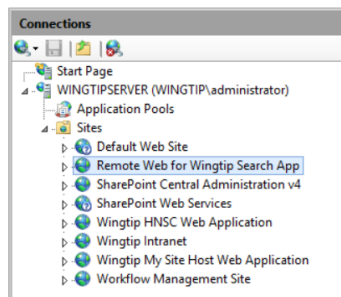 Connections
Start Page
WINGTIPSERVER (WINGTIP\administrator)
Application Pools
Sites
Default Web Site
Remote Web for Wingtip Search App
SharePoint Central Administration v4
SharePoint Web Services
Wingtip HNSC Web Application
Wingtip Intranet
Wingtip My Site Host Web Application
Workflow Management Site